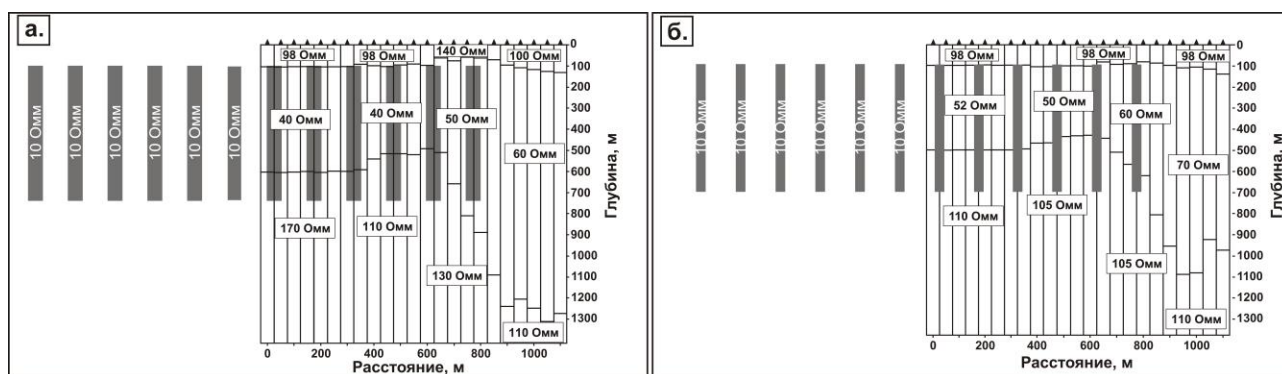 а.
98 Омм
98 Омм
140 Омм
100 Омм
10 Омм
10 Омм
10 Омм
10 Омм
10 Омм
10 Омм
40 Омм
40 Омм
50 Омм
60 Омм
170 Омм
110 Омм
130 Омм
110 Омм
0
100
200
300
400
500
600
700
800
900
1000
1100
1200
1300
Глубина, м
0
200
400
600
800
1000
Расстояние, м
б.
98 Омм
98 Омм
98 Омм
10 Омм
10 Омм
10 Омм
10 Омм
10 Омм
10 Омм
52 Омм
50 Омм
60 Омм
70 Омм
110 Омм
105 Омм
105 Омм
110 Омм
0
100
200
300
400
500
600
700
800
900
1000
1100
1200
1300
Глубина, м
0
200
400
600
800
1000
Расстояние, м